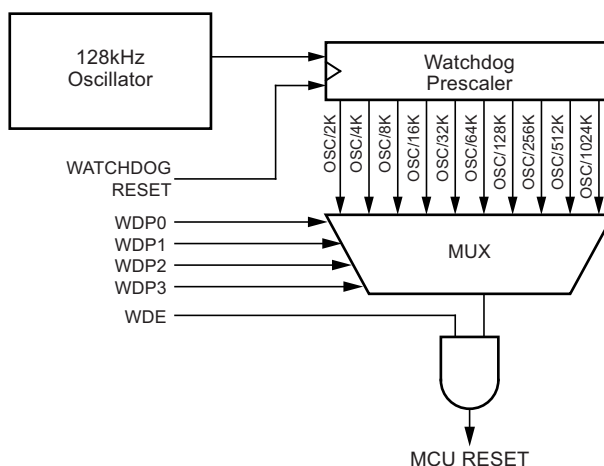 128kHz
Oscillator
Watchdog
Prescaler
OSC/2K
OSC/4K
OSC/8K
OSC/16K
OSC/32K
OSC/64K
OSC/128K
OSC/256K
OSC/512K
OSC/1024K
WATCHDOG
RESET
WDP0
WDP1
WDP2
WDP3
WDE
MUX
MCU RESET